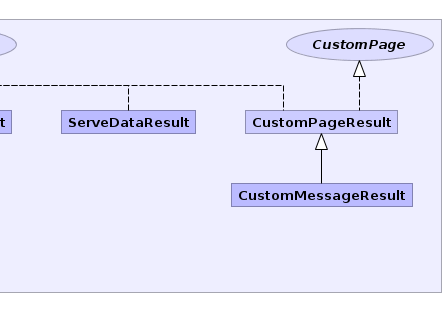 CustomPage
t
ServeDataResult
CustomPageResult
CustomMessageResult